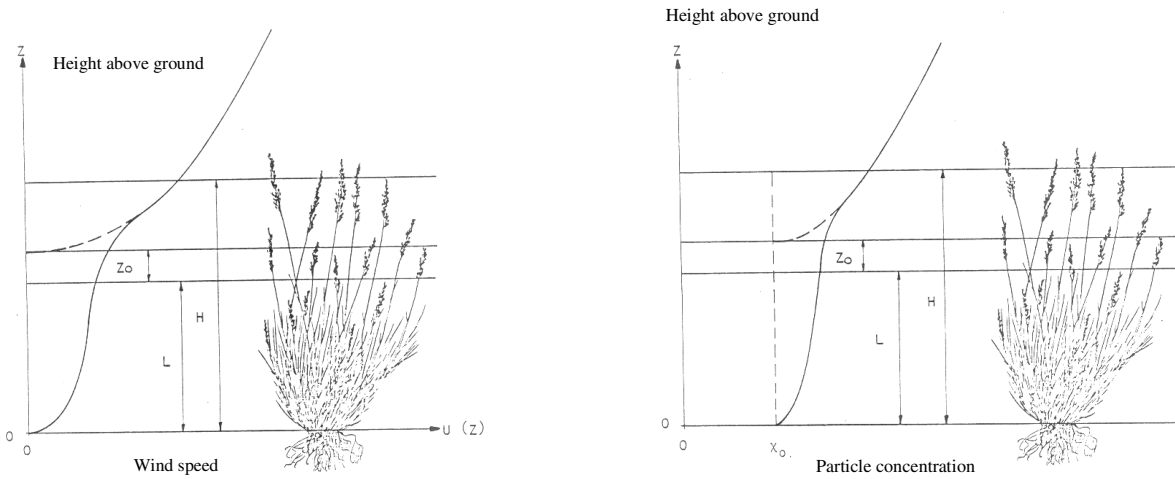 Height above ground
Z
Height above ground
Z
Zo
H
L
O
O
U (Z)
Wind speed
Zo
H
L
O
O
Xo.
Particle concentration